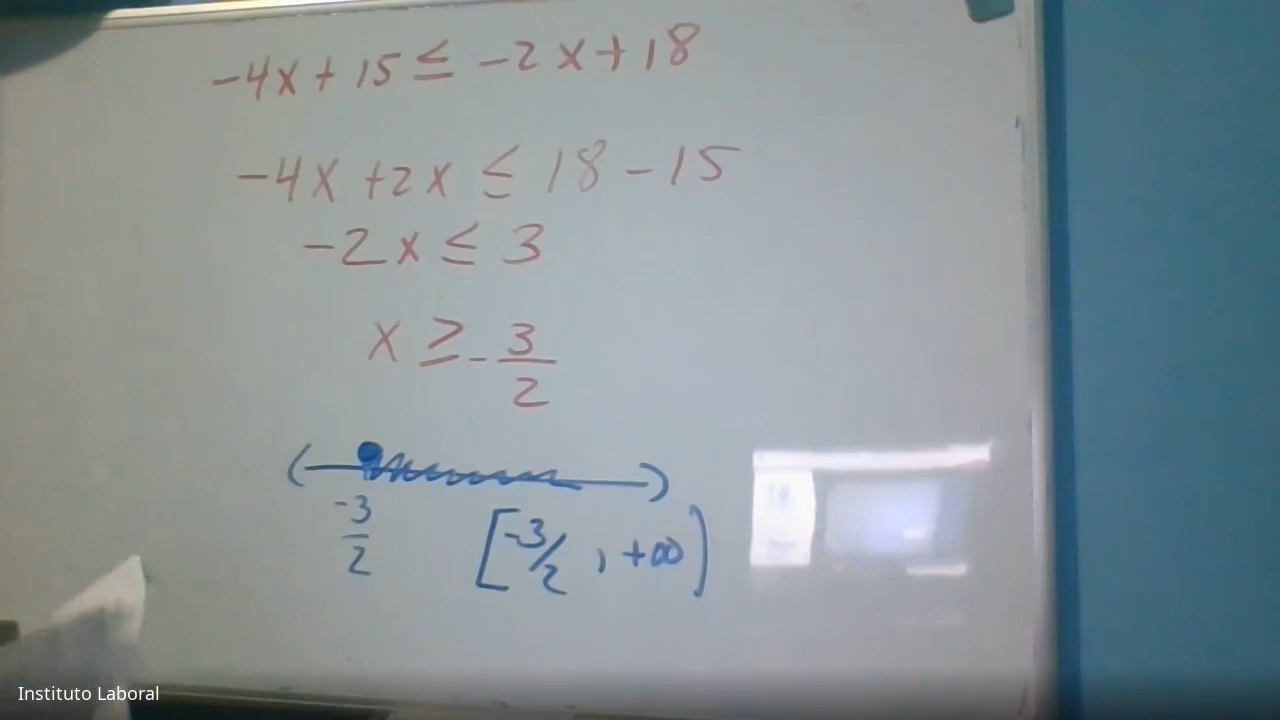 -4x + 15 ≤ -2x + 18
-4x + 2x ≤ 18 - 15
-2x ≤ 3
x ≥ - 3/2
-3/2
[-3/2 , +∞)
Instituto Laboral